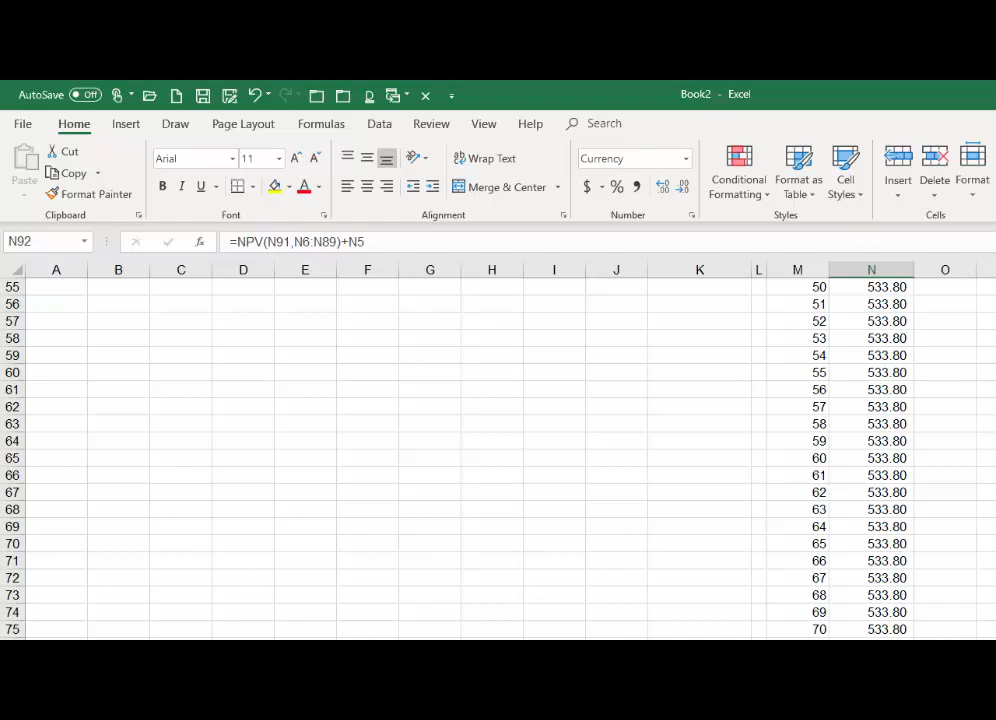 AutoSave Off Book2 - Excel
File Home Insert Draw Page Layout Formulas Data Review View Help Search
Paste Cut Copy Format Painter Clipboard
Arial 11 A A B I U A Font
Wrap Text Merge & Center Alignment
Currency $ % , Number
Conditional Formatting Format as Table Cell Styles Styles
Insert Delete Format Cells
N92 fx =NPV(N91,N6:N89)+N5
A B C D E F G H I J K L M N O
55 50 533.80
56 51 533.80
57 52 533.80
58 53 533.80
59 54 533.80
60 55 533.80
61 56 533.80
62 57 533.80
63 58 533.80
64 59 533.80
65 60 533.80
66 61 533.80
67 62 533.80
68 63 533.80
69 64 533.80
70 65 533.80
71 66 533.80
72 67 533.80
73 68 533.80
74 69 533.80
75 70 533.80